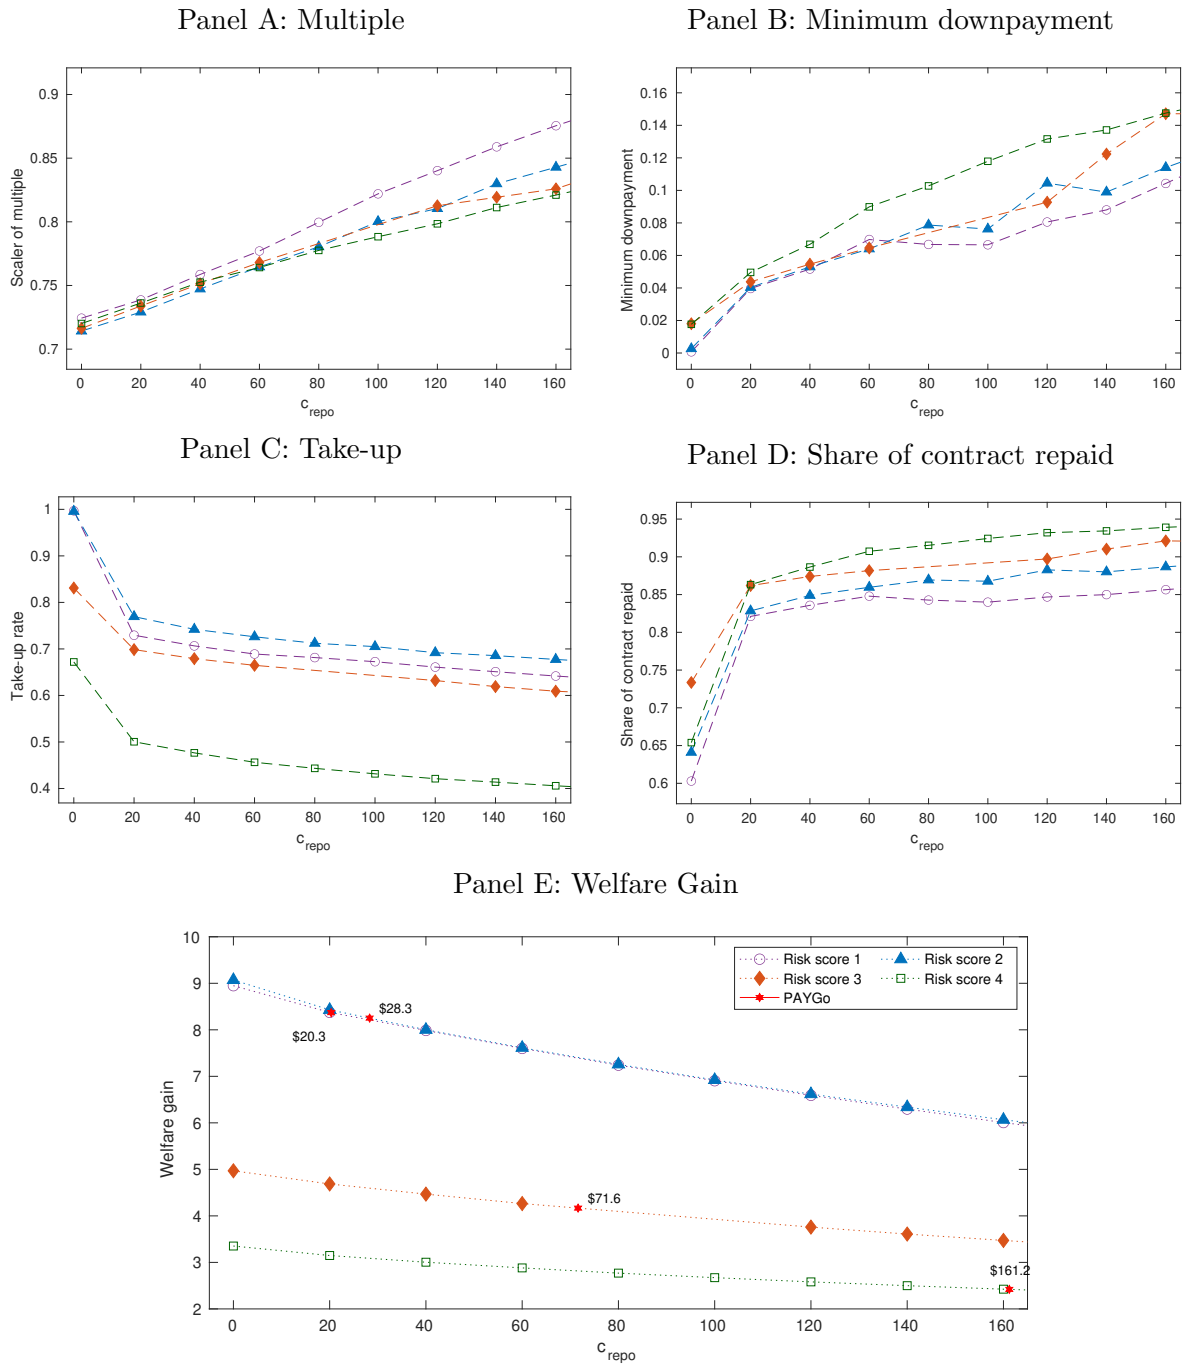 Panel A: Multiple
Scaler of multiple
0.9
0.85
0.8
0.75
0.7
0 20 40 60 80 100 120 140 160
c_repo
Panel B: Minimum downpayment
Minimum downpayment
0.16
0.14
0.12
0.1
0.08
0.06
0.04
0.02
0
0 20 40 60 80 100 120 140 160
c_repo
Panel C: Take-up
Take-up rate
1
0.9
0.8
0.7
0.6
0.5
0.4
0 20 40 60 80 100 120 140 160
c_repo
Panel D: Share of contract repaid
Share of contract repaid
0.95
0.9
0.85
0.8
0.75
0.7
0.65
0.6
0 20 40 60 80 100 120 140 160
c_repo
Panel E: Welfare Gain
Welfare gain
10
9
8
7
6
5
4
3
2
Risk score 1 Risk score 2
Risk score 3 Risk score 4
PAYGo
$28.3
$20.3
$71.6
$161.2
0 20 40 60 80 100 120 140 160
c_repo